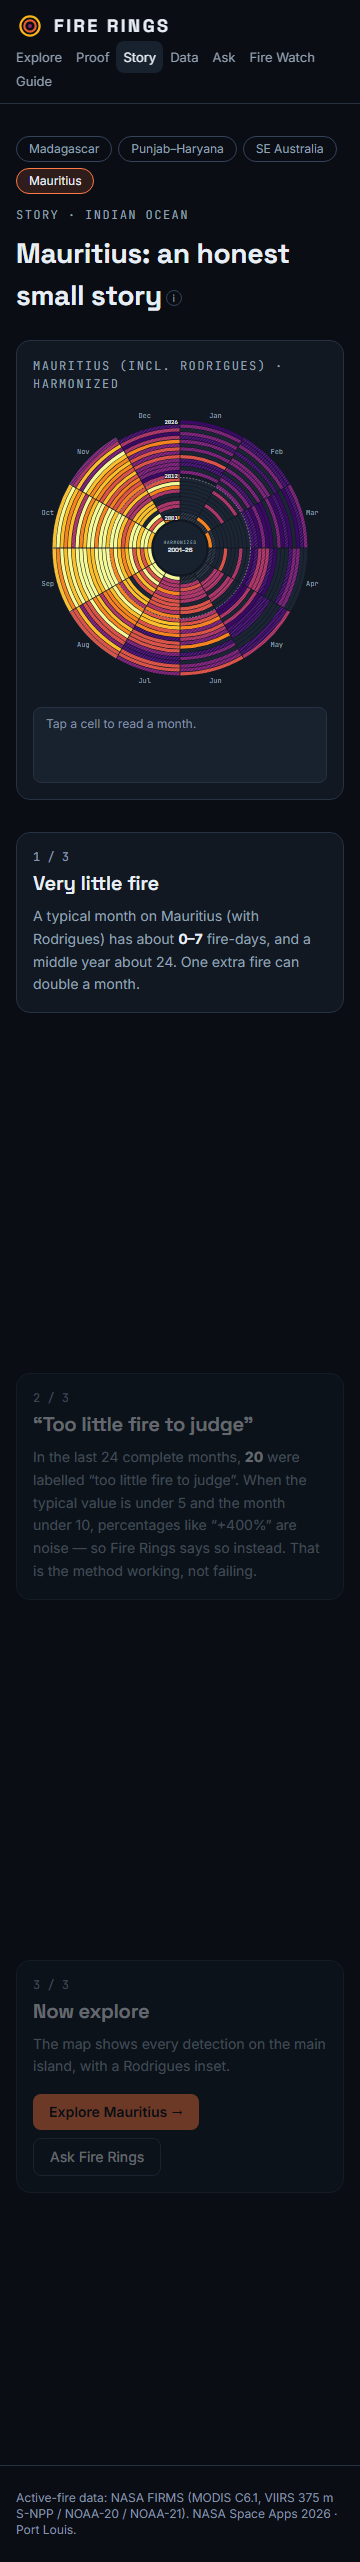 FIRE RINGS
Explore Proof Story Data Ask Fire Watch
Guide
Madagascar Punjab–Haryana SE Australia
Mauritius
STORY · INDIAN OCEAN
Mauritius: an honest
small story i
MAURITIUS (INCL. RODRIGUES) ·
HARMONIZED
Dec 2026 Jan
Nov Feb
2012
Oct 2001 Mar
HARMONIZED
2001–26
Sep Apr
Aug May
Jul Jun
Tap a cell to read a month.
1 / 3
Very little fire
A typical month on Mauritius (with
Rodrigues) has about 0–7 fire-days, and a
middle year about 24. One extra fire can
double a month.
2 / 3
“Too little fire to judge”
In the last 24 complete months, 20 were
labelled “too little fire to judge”. When the
typical value is under 5 and the month
under 10, percentages like “+400%” are
noise — so Fire Rings says so instead. That
is the method working, not failing.
3 / 3
Now explore
The map shows every detection on the main
island, with a Rodrigues inset.
Explore Mauritius →
Ask Fire Rings
Active-fire data: NASA FIRMS (MODIS C6.1, VIIRS 375 m
S-NPP / NOAA-20 / NOAA-21). NASA Space Apps 2026 ·
Port Louis.